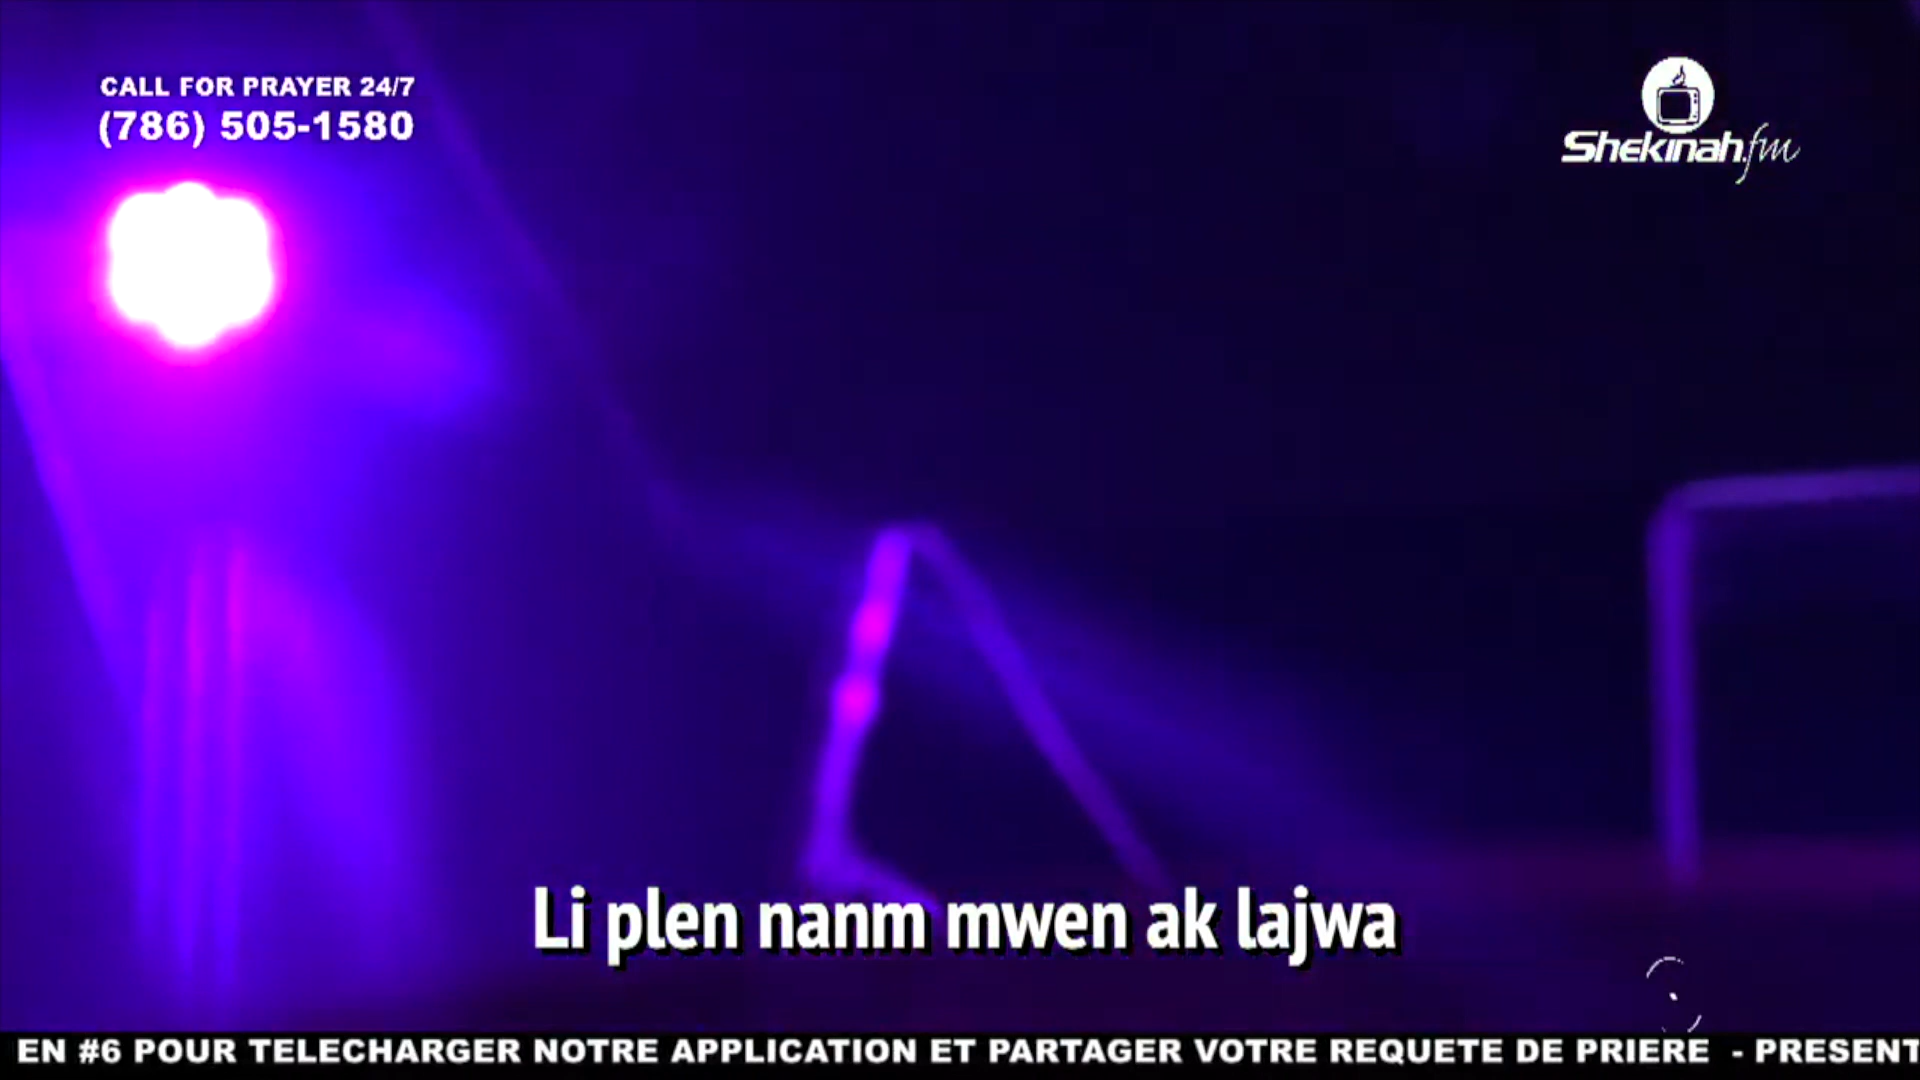 CALL FOR PRAYER 24/7
(786) 505-1580
Shekinah.fm
Li plen nanm mwen ak lajwa
EN #6 POUR TELECHARGER NOTRE APPLICATION ET PARTAGER VOTRE REQUETE DE PRIERE - PRESENT